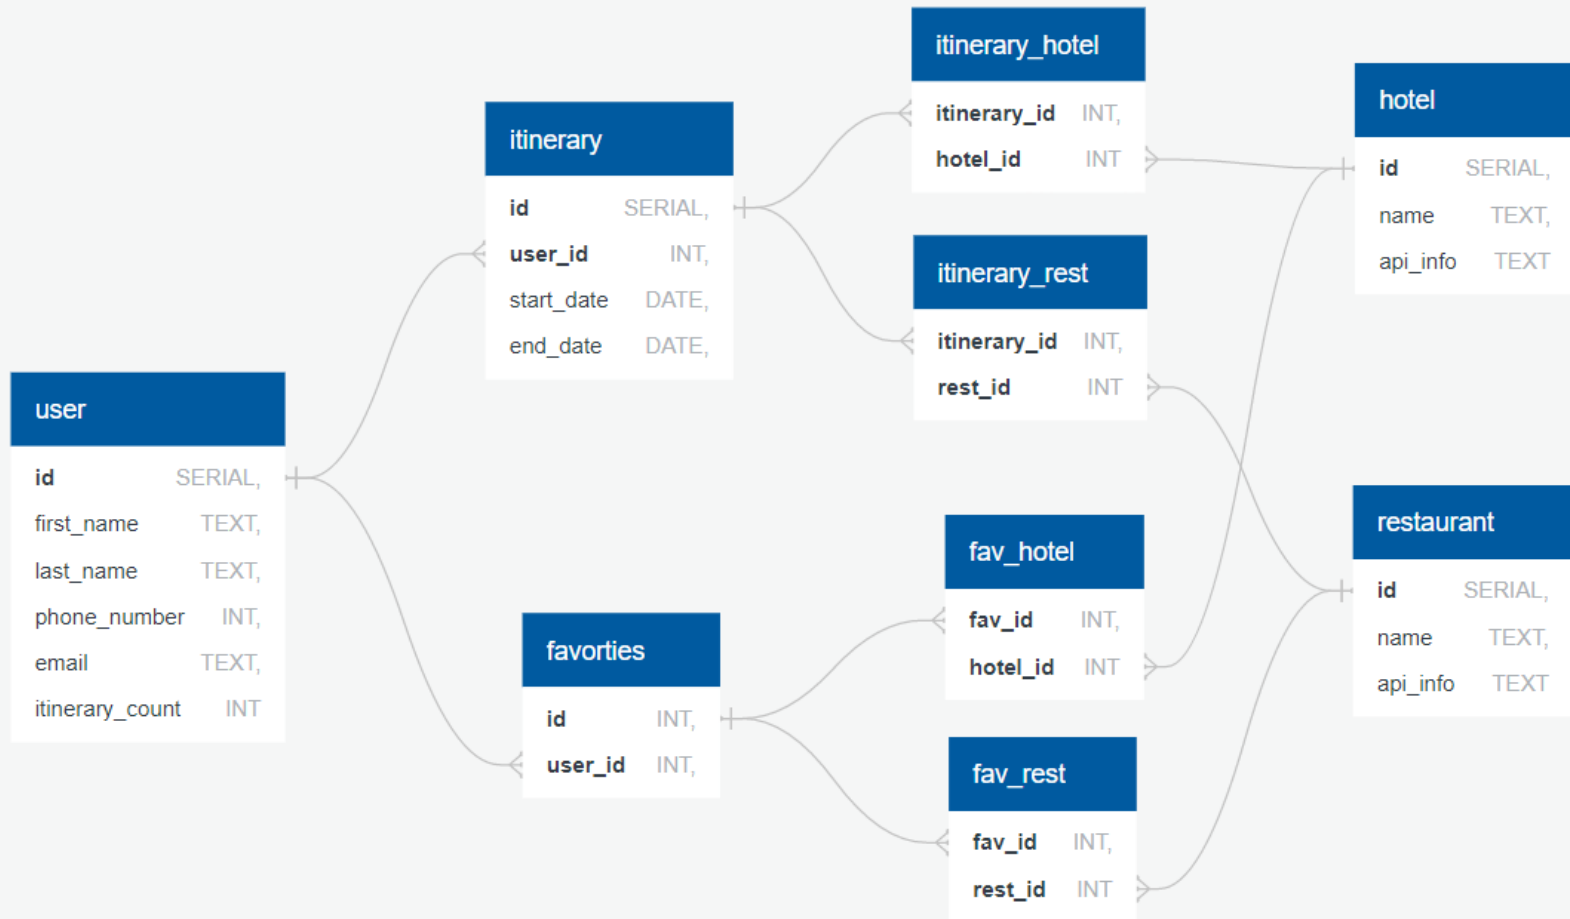 user
id SERIAL,
first_name TEXT,
last_name TEXT,
phone_number INT,
email TEXT,
itinerary_count INT
itinerary
id SERIAL,
user_id INT,
start_date DATE,
end_date DATE,
favorties
id INT,
user_id INT,
itinerary_hotel
itinerary_id INT,
hotel_id INT
itinerary_rest
itinerary_id INT,
rest_id INT
fav_hotel
fav_id INT,
hotel_id INT
fav_rest
fav_id INT,
rest_id INT
hotel
id SERIAL,
name TEXT,
api_info TEXT
restaurant
id SERIAL,
name TEXT,
api_info TEXT